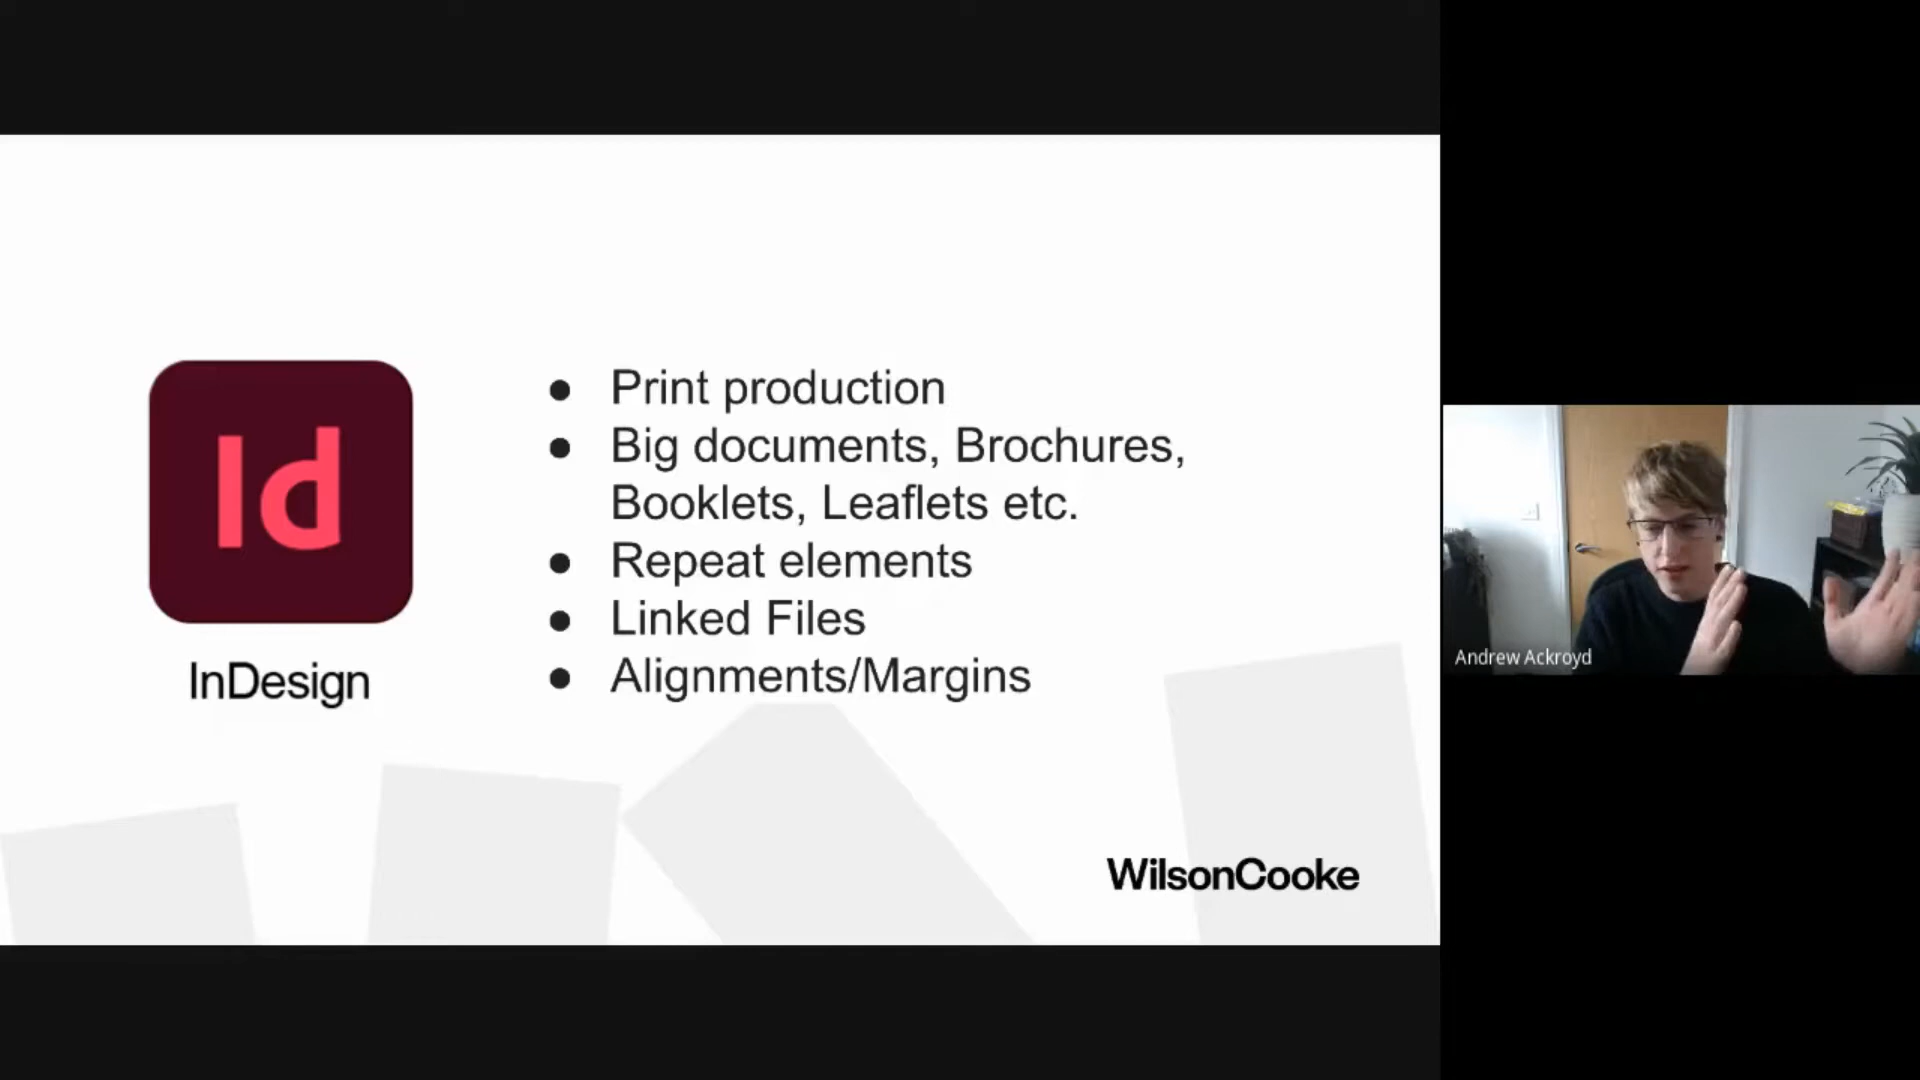 Id
InDesign
● Print production
● Big documents, Brochures,
Booklets, Leaflets etc.
● Repeat elements
● Linked Files
● Alignments/Margins
WilsonCooke
Andrew Ackroyd